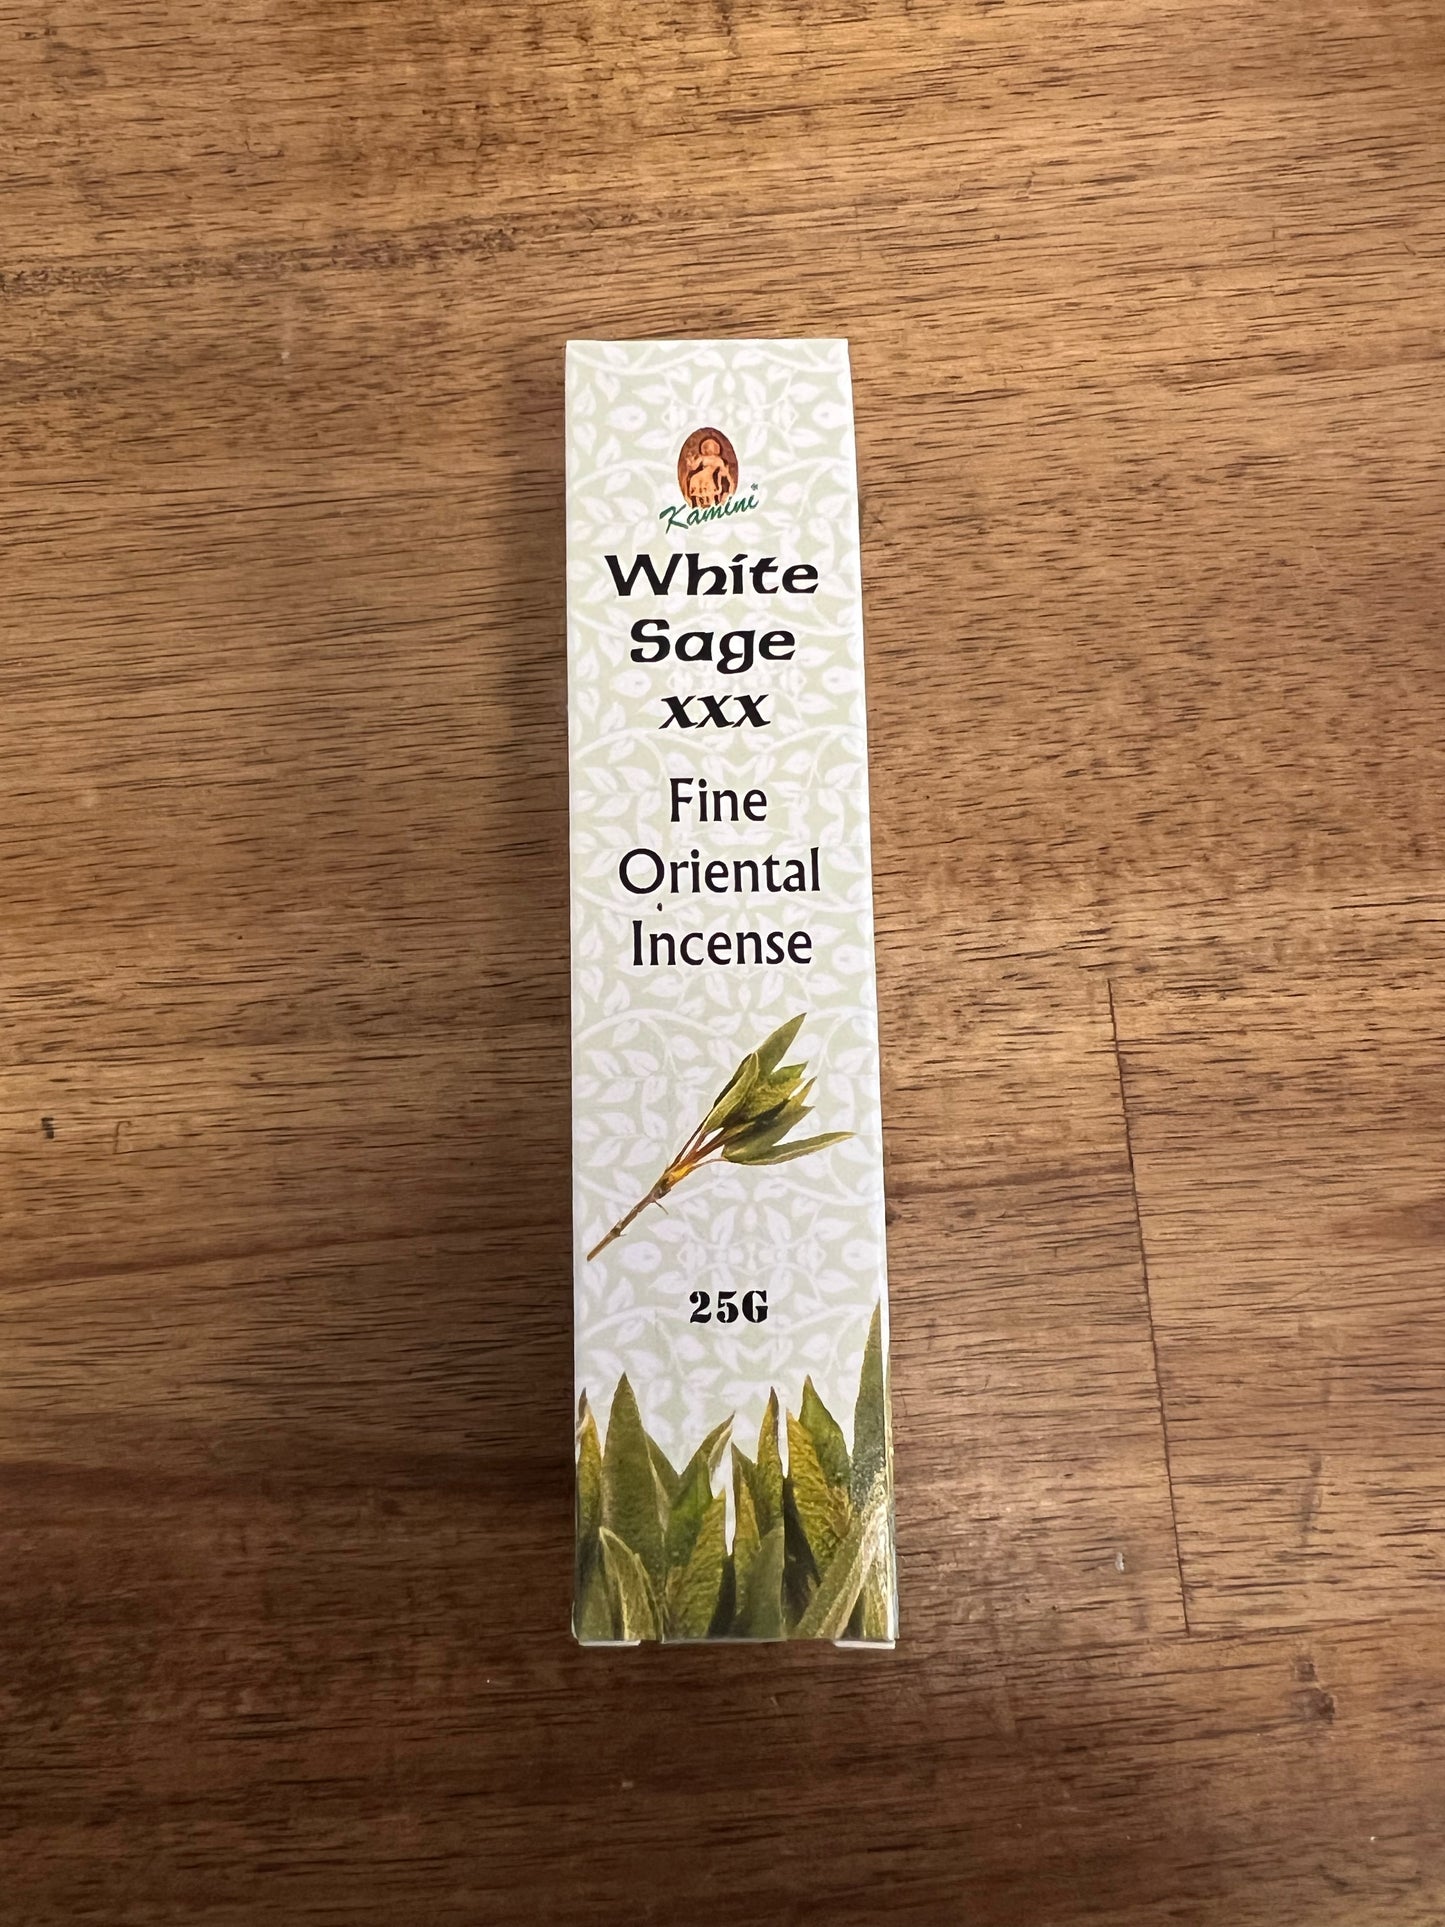 Kamini®
White
Sage
XXX
Fine
Oriental
Incense
25G